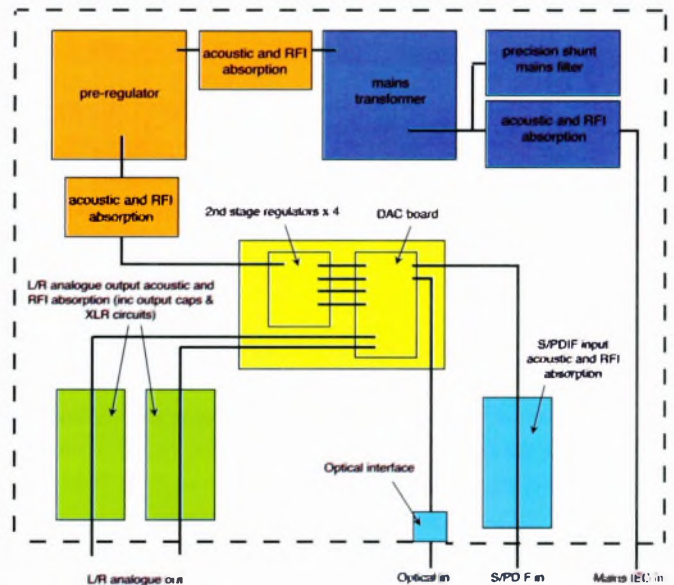 acoustic and RFI
absorption
precision shunt
mains filter
pre-regulator
mains
transformer
acoustic and RFI
absorption
acoustic and RFI
absorption
2nd stage regulators x 4
DAC board
L/R analogue output acoustic and
RFI absorption (inc output caps &
XLR circuits)
S/PDIF input
acoustic and RFI
absorption
Optical interface
L/R analogue out
Optical in
S/PDIF in
Mains IEC in